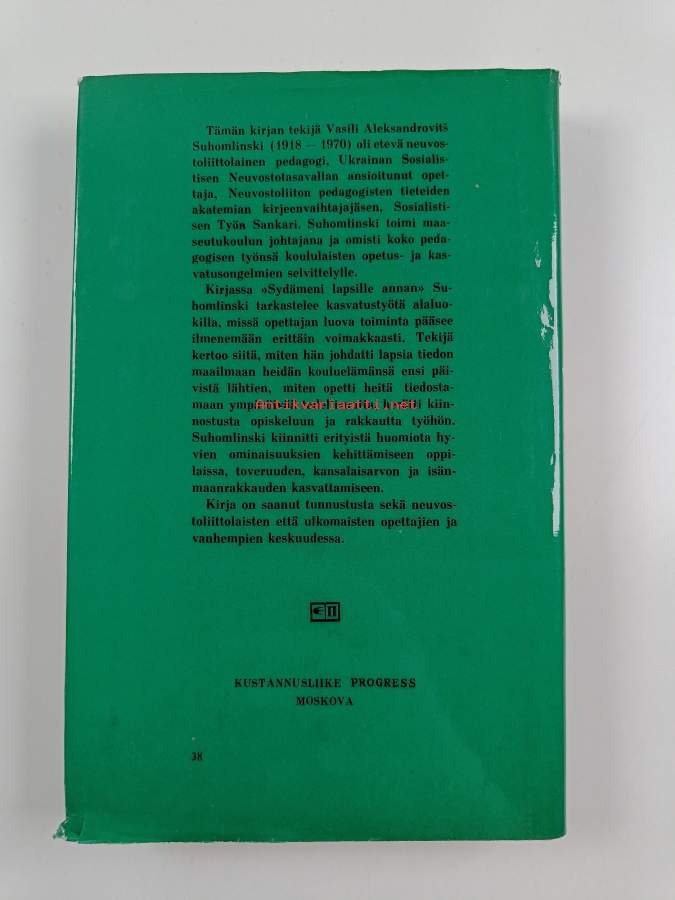 Tämän kirjan tekijä Vasili Aleksandrovitš
Suhomlinski (1918 — 1970) oli etevä neuvos-
toliittolainen pedagogi, Ukrainan Sosialis-
tisen Neuvostotasavallan ansioitunut opet-
taja, Neuvostoliiton pedagogisten tieteiden
akatemian kirjeenvaihtajajäsen, Sosialisti-
sen Työn Sankari. Suhomlinski toimi maa-
seutukoulun johtajana ja omisti koko peda-
gogisen työnsä koululaisten opetus- ja kas-
vatusongelmien selvittelylle.
Kirjassa »Sydämeni lapsille annan» Su-
homlinski tarkastelee kasvatustyötä alaluo-
killa, missä opettajan luova toiminta pääsee
ilmenemään erittäin voimakkaasti. Tekijä
kertoo siitä, miten hän johdatti lapsia tiedon
maailmaan heidän kouluelämänsä ensi päi-
vistä lähtien, miten opetti heitä tiedosta-
maan kiin-
Antikvariaatti.net
nostusta opiskeluun ja rakkautta työhön.
Suhomlinski kiinnitti erityistä huomiota hy-
vien ominaisuuksien kehittämiseen oppi-
laissa, toveruuden, kansalaisarvon ja isän-
maanrakkauden kasvattamiseen.
Kirja on saanut tunnustusta sekä neuvos-
toliittolaisten että ulkomaisten opettajien ja
vanhempien keskuudessa.
KUSTANNUSLIIKE PROGRESS
MOSKOVA
38